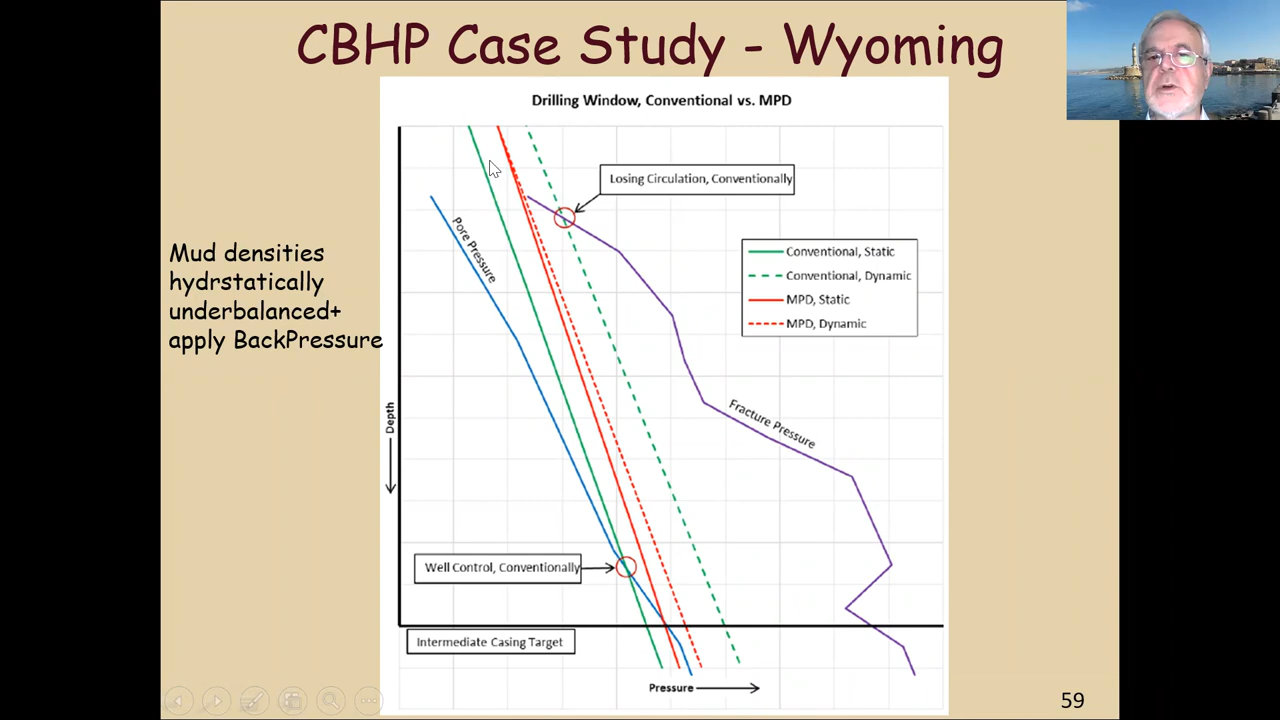 CBHP Case Study - Wyoming
Drilling Window, Conventional vs. MPD
Losing Circulation, Conventionally
Pore Pressure
Conventional, Static
Conventional, Dynamic
MPD, Static
MPD, Dynamic
Mud densities
hydrstatically
underbalanced+
apply BackPressure
Fracture Pressure
Depth
Well Control, Conventionally
Intermediate Casing Target
Pressure
59